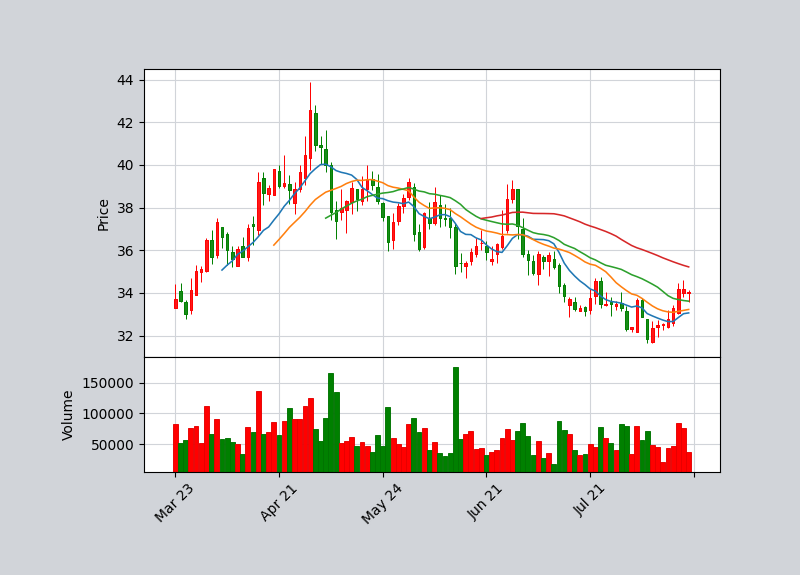 44
42
40
38
36
34
32
Price
150000
100000
50000
Volume
Mar 23
Apr 21
May 24
Jun 21
Jul 21